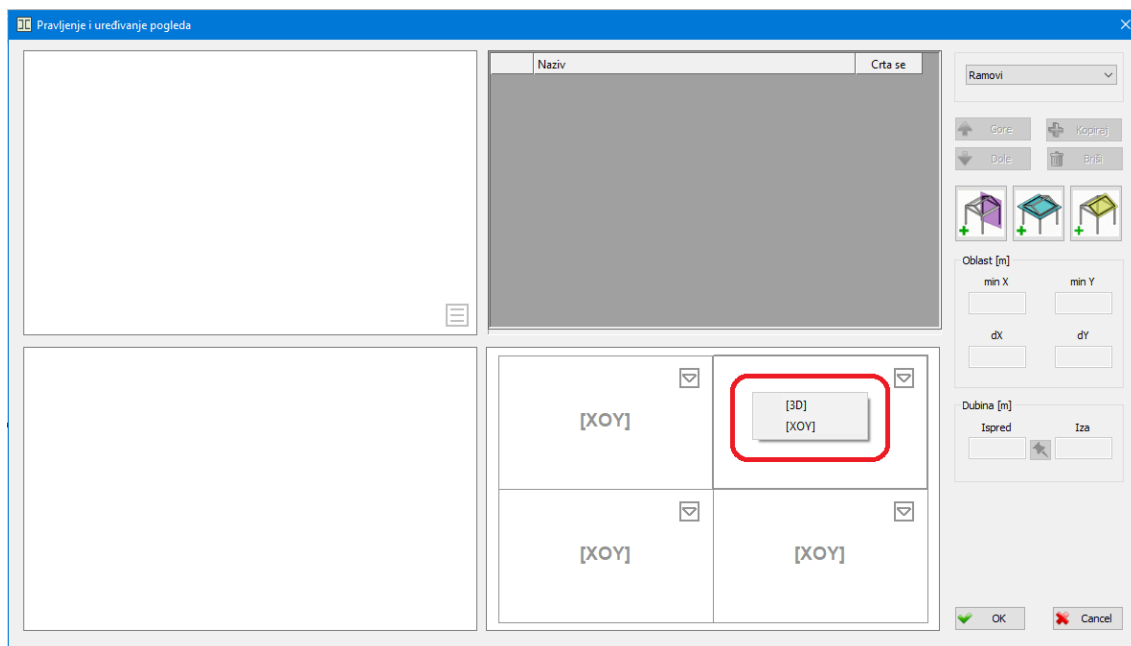 Pravljenje i uređivanje pogleda
Naziv
Crta se
Ramovi
Gore
Kopiraj
Dole
Briši
Oblast [m]
min X
min Y
dX
dY
Dubina [m]
Ispred
Iza
[XOY]
[3D]
[XOY]
[XOY]
[XOY]
OK
Cancel